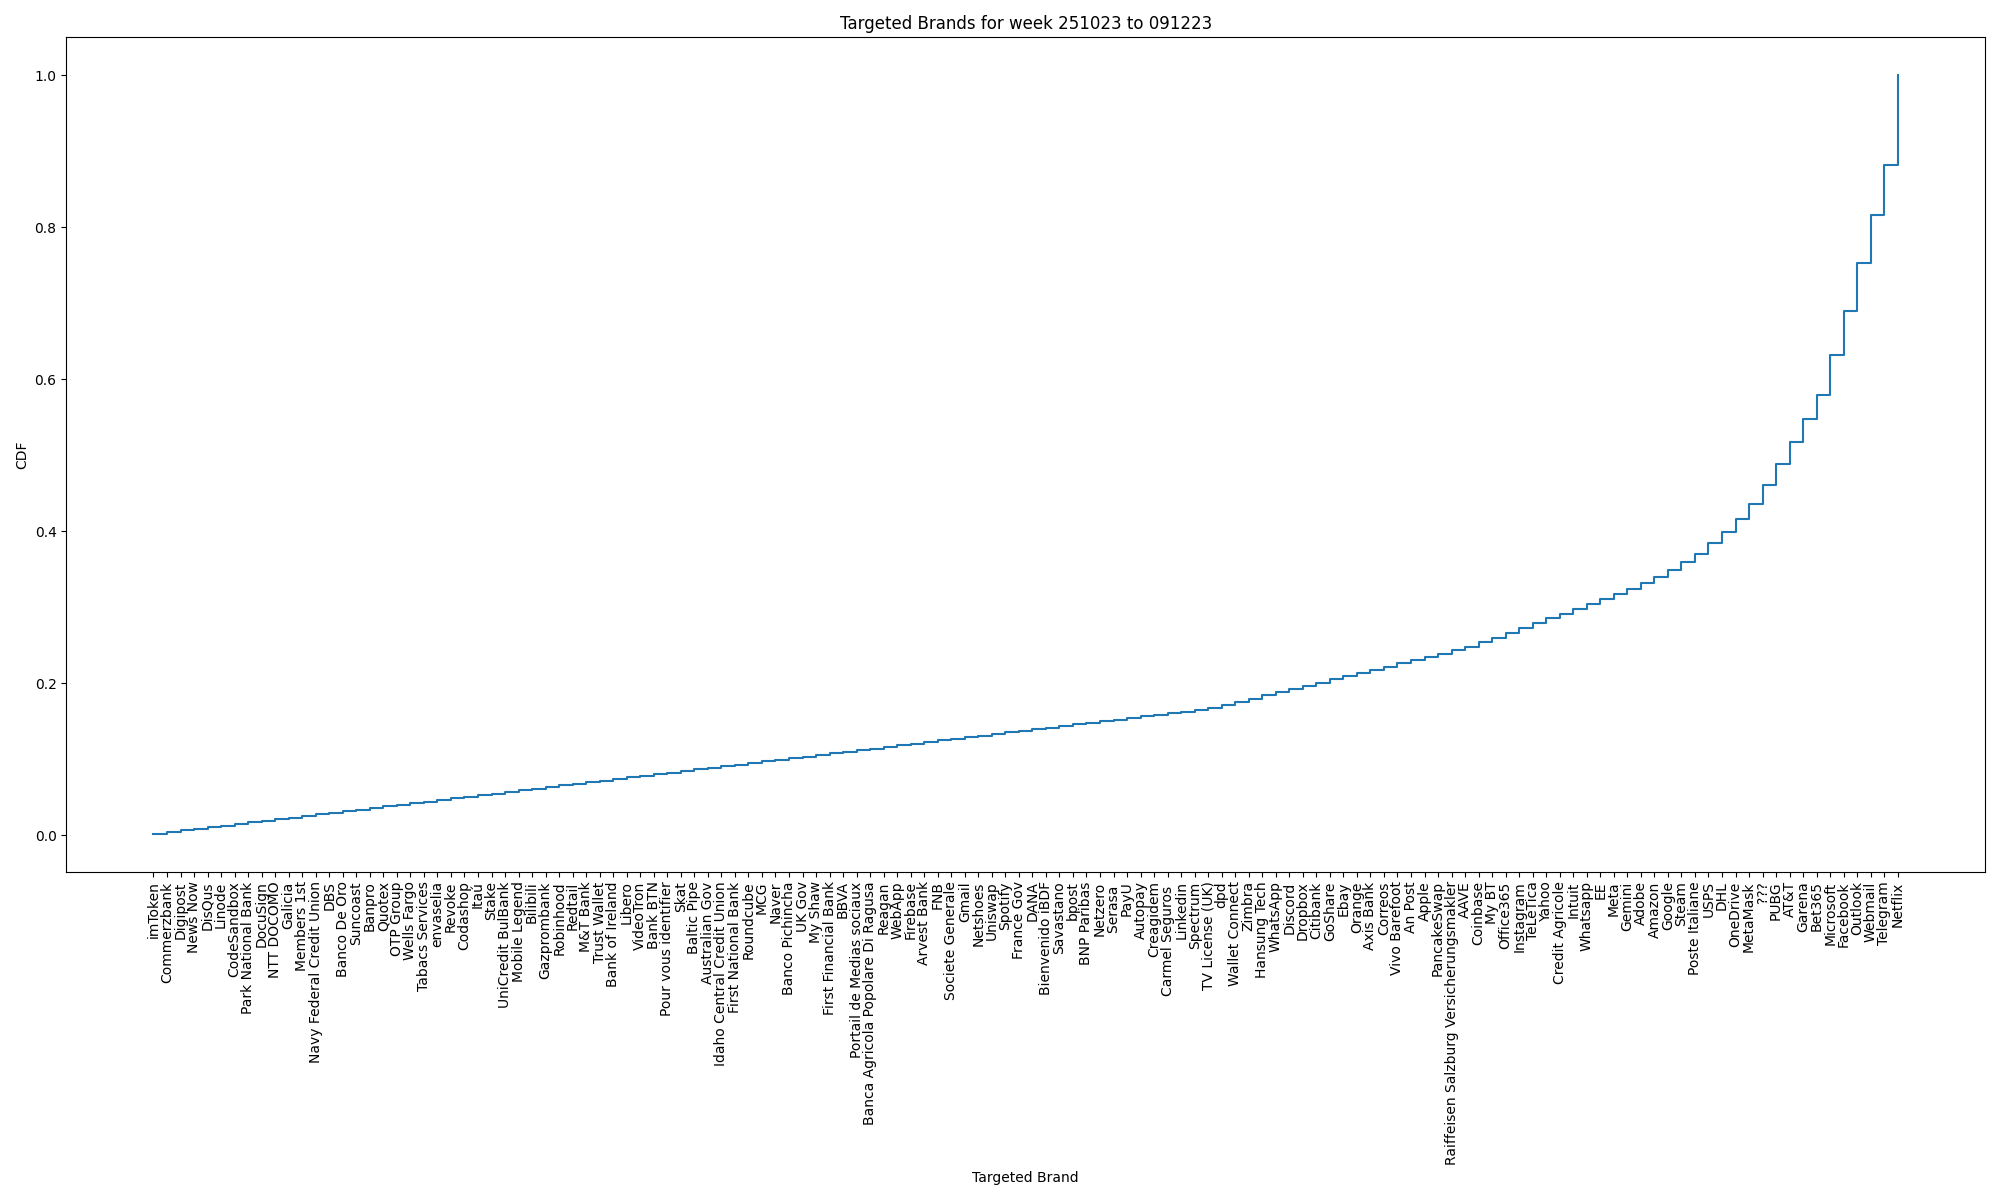 Targeted Brands for week 251023 to 091223
1.0
0.8
0.6
0.4
0.2
0.0
CDF
imToken
Commerzbank
Digipost
News Now
DisQus
Linode
CodeSandbox
Park National Bank
DocuSign
NTT DOCOMO
Galicia
Members 1st
Navy Federal Credit Union
DBS
Banco De Oro
Suncoast
Banpro
Quotex
OTP Group
Wells Fargo
Tabacs Services
envaselia
Revoke
Codashop
Itau
Stake
UniCredit BulBank
Mobile Legend
Bilibili
Gazprombank
Robinhood
Redtail
M&T Bank
Trust Wallet
Bank of Ireland
Libero
VideoTron
Bank BTN
Pour vous identifier
Skat
Baltic Pipe
Australian Gov
Idaho Central Credit Union
First National Bank
Roundcube
MCG
Naver
Banco Pichincha
UK Gov
My Shaw
First Financial Bank
BBVA
Portail de Medias sociaux
Banca Agricola Popolare Di Ragusa
Reagan
WebApp
Firebase
Arvest Bank
FNB
Societe Generale
Gmail
Netshoes
Uniswap
Spotify
France Gov
DANA
Bienvenido iBDF
Savastano
bpost
BNP Paribas
Netzero
Serasa
PayU
Autopay
Creagidem
Carmel Seguros
Linkedin
Spectrum
TV License (UK)
dpd
Wallet Connect
Zimbra
Hansung Tech
WhatsApp
Discord
Dropbox
Citibank
GoShare
Ebay
Orange
Axis Bank
Correos
Vivo Barefoot
An Post
Apple
PancakeSwap
Raiffeisen Salzburg Versicherungsmakler
AAVE
Coinbase
My BT
Office365
Instagram
TeLeTica
Yahoo
Credit Agricole
Intuit
Whatsapp
EE
Meta
Gemini
Adobe
Amazon
Google
Steam
Poste Italiane
USPS
DHL
OneDrive
MetaMask
???
PUBG
AT&T
Garena
Bet365
Microsoft
Facebook
Outlook
Webmail
Telegram
Netflix
Targeted Brand